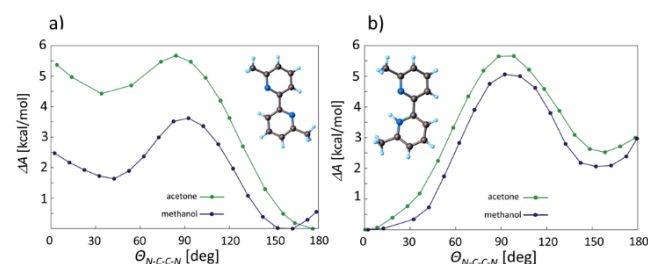 a)
b)
6
5
4
3
2
1
ΔA [kcal/mol]
acetone
methanol
0
30
60
90
120
150
180
ΘN-C-C-N [deg]
6
5
4
3
2
1
0
ΔA [kcal/mol]
acetone
methanol
0
30
60
90
120
150
180
ΘN-C-C-N [deg]